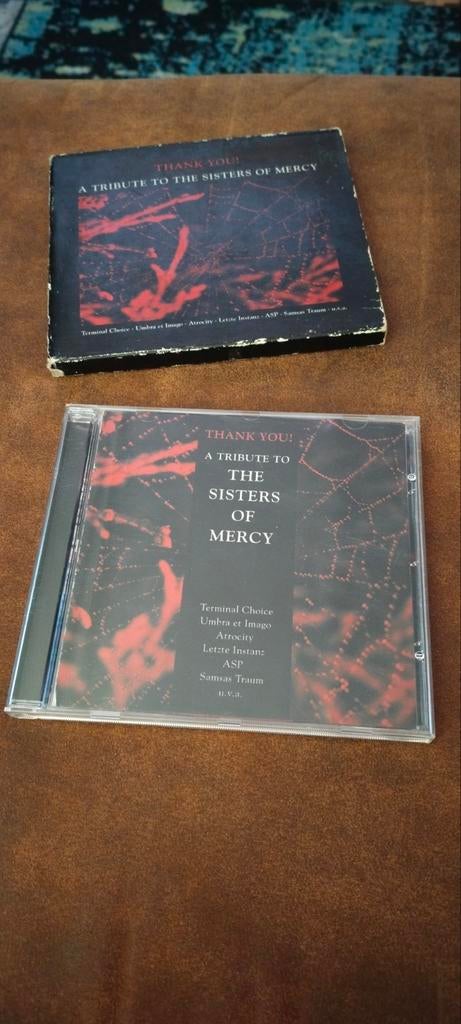 THANK YOU!
A TRIBUTE TO THE SISTERS OF MERCY
Terminal Choice · Umbra et Imago · Atrocity · Letzte Instanz · ASP · Samsas Traum · u.v.a.
THANK YOU!
A TRIBUTE TO
THE
SISTERS
OF
MERCY
Terminal Choice
Umbra et Imago
Atrocity
Letzte Instanz
ASP
Samsas Traum
u.v.a.